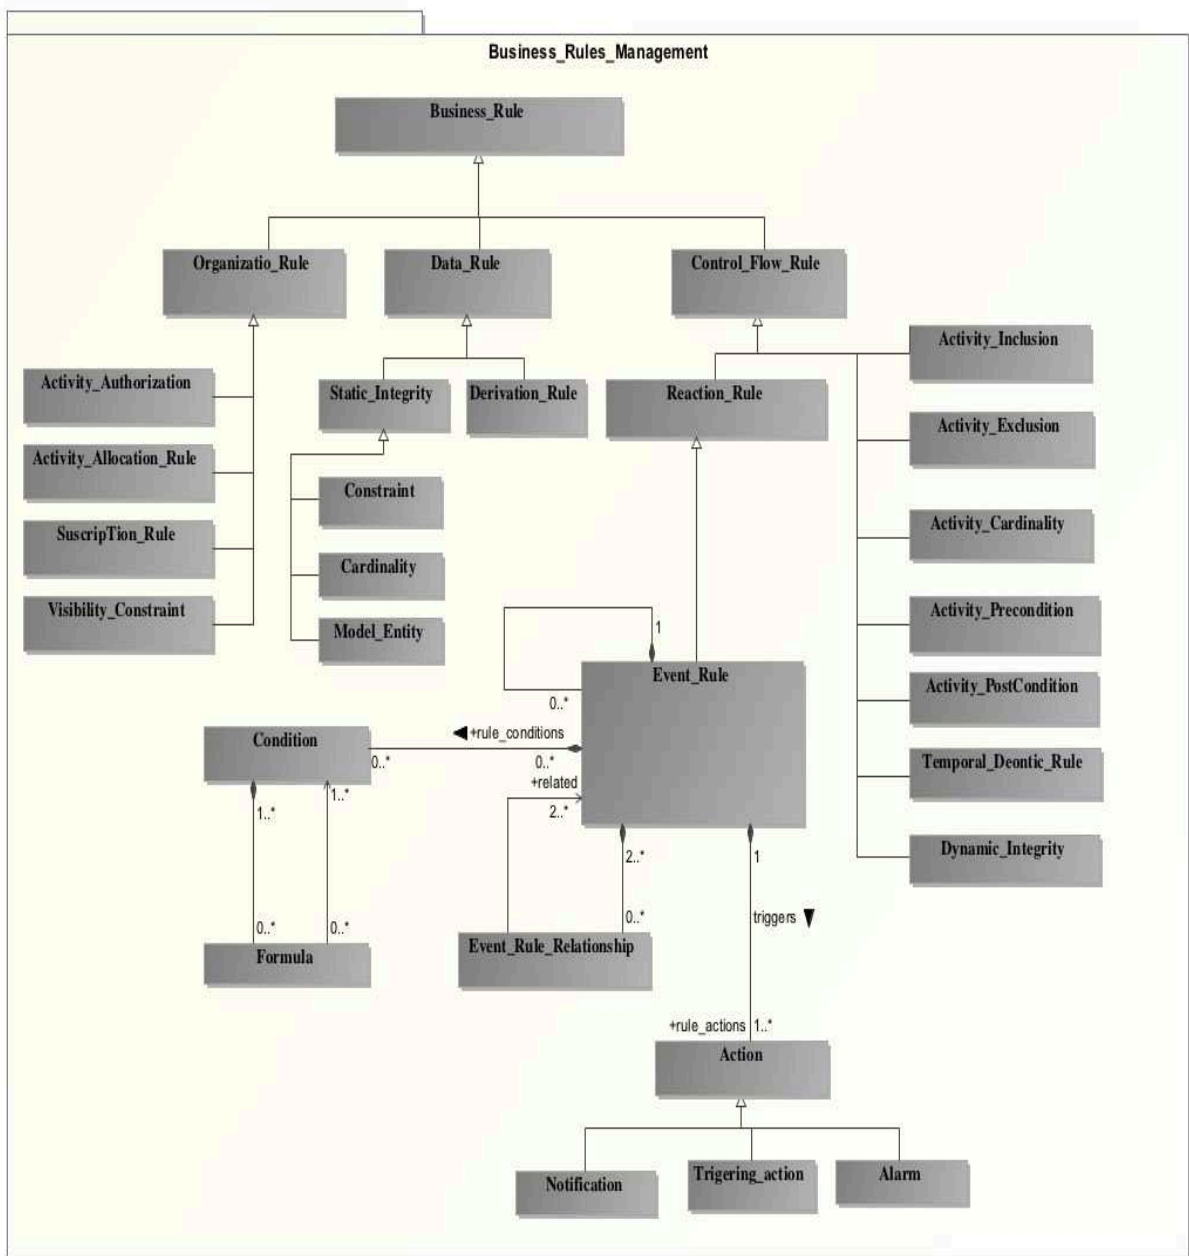 Business_Rules_Management
Business_Rule
Organizatio_Rule
Data_Rule
Control_Flow_Rule
Activity_Inclusion
Activity_Authorization
Static_Integrity
Derivation_Rule
Reaction_Rule
Activity_Exclusion
Activity_Allocation_Rule
Constraint
Activity_Cardinality
SuscripTion_Rule
Cardinality
Visibility_Constraint
Model_Entity
Activity_Precondition
1
Event_Rule
Activity_PostCondition
0..*
Condition
+rule_conditions
0..*
0..*
Temporal_Deontic_Rule
+related
1..*
1..*
2..*
2..*
1
Dynamic_Integrity
0..*
0..*
0..*
triggers
Formula
Event_Rule_Relationship
+rule_actions
1..*
Action
Notification
Trigering_action
Alarm